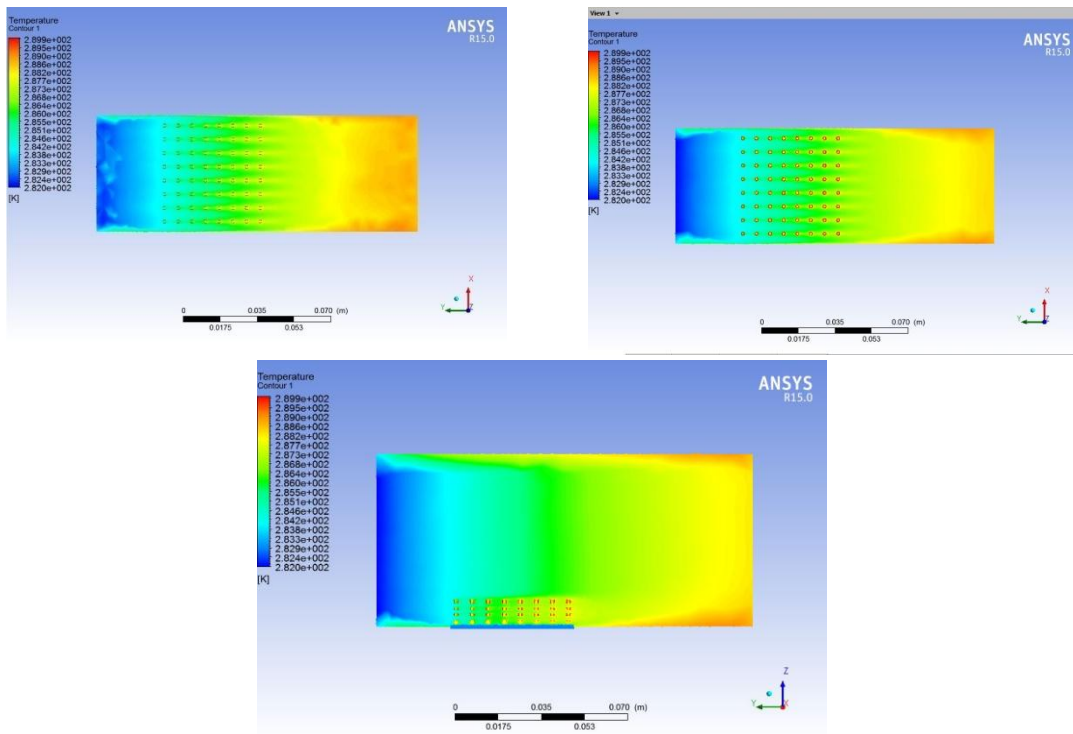 Temperature
Contour 1
2.899e+002
2.895e+002
2.890e+002
2.886e+002
2.882e+002
2.877e+002
2.873e+002
2.868e+002
2.864e+002
2.860e+002
2.855e+002
2.851e+002
2.846e+002
2.842e+002
2.838e+002
2.833e+002
2.829e+002
2.824e+002
2.820e+002
[K]
ANSYS
R15.0
X
Y
Z
0 0.035 0.070 (m)
0.0175 0.053
View 1
Temperature
Contour 1
2.899e+002
2.895e+002
2.890e+002
2.886e+002
2.882e+002
2.877e+002
2.873e+002
2.868e+002
2.864e+002
2.860e+002
2.855e+002
2.851e+002
2.846e+002
2.842e+002
2.838e+002
2.833e+002
2.829e+002
2.824e+002
2.820e+002
[K]
ANSYS
R15.0
X
Y
Z
0 0.035 0.070 (m)
0.0175 0.053
Temperature
Contour 1
2.899e+002
2.895e+002
2.890e+002
2.886e+002
2.882e+002
2.877e+002
2.873e+002
2.868e+002
2.864e+002
2.860e+002
2.855e+002
2.851e+002
2.846e+002
2.842e+002
2.838e+002
2.833e+002
2.829e+002
2.824e+002
2.820e+002
[K]
ANSYS
R15.0
Z
Y
X
0 0.035 0.070 (m)
0.0175 0.053